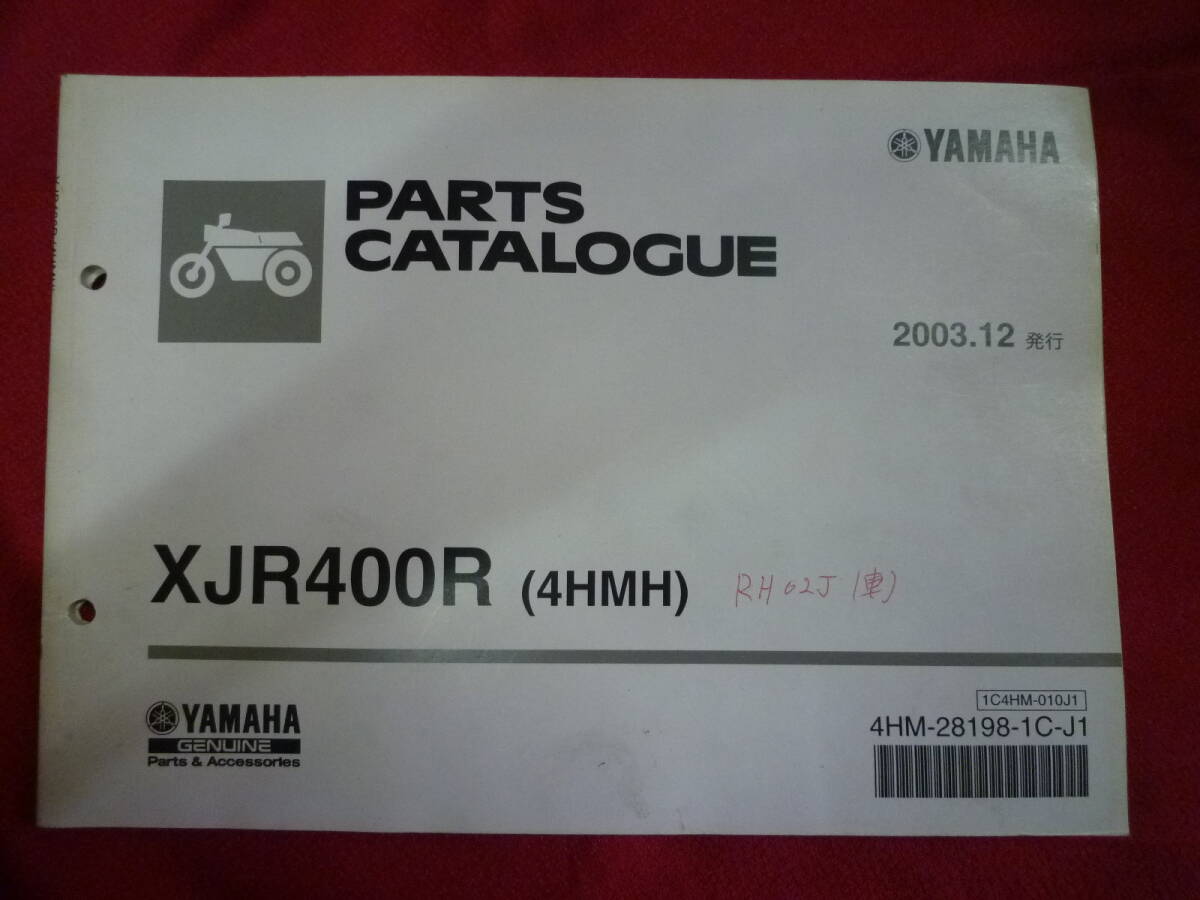 YAMAHA
PARTS
CATALOGUE
2003.12 発行
XJR400R (4HMH) RH02J (車)
YAMAHA
GENUINE
Parts & Accessories
1C4HM-010J1
4HM-28198-1C-J1